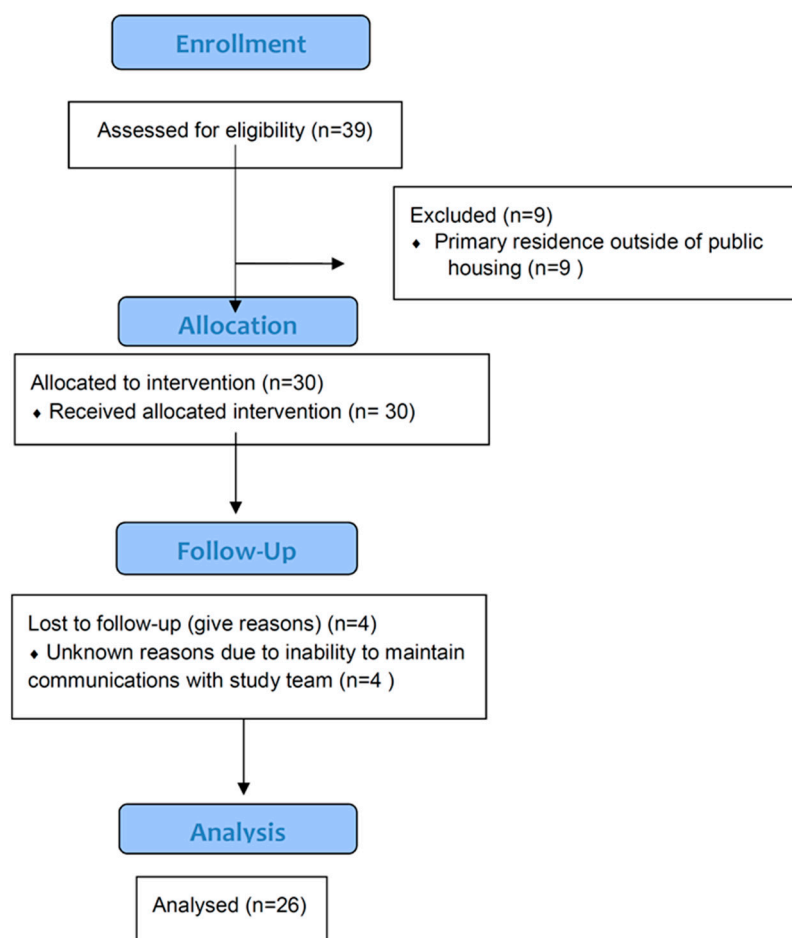 Enrollment
Assessed for eligibility (n=39)
Excluded (n=9)
♦ Primary residence outside of public
housing (n=9 )
Allocation
Allocated to intervention (n=30)
♦ Received allocated intervention (n= 30)
Follow-Up
Lost to follow-up (give reasons) (n=4)
♦ Unknown reasons due to inability to maintain
communications with study team (n=4 )
Analysis
Analysed (n=26)